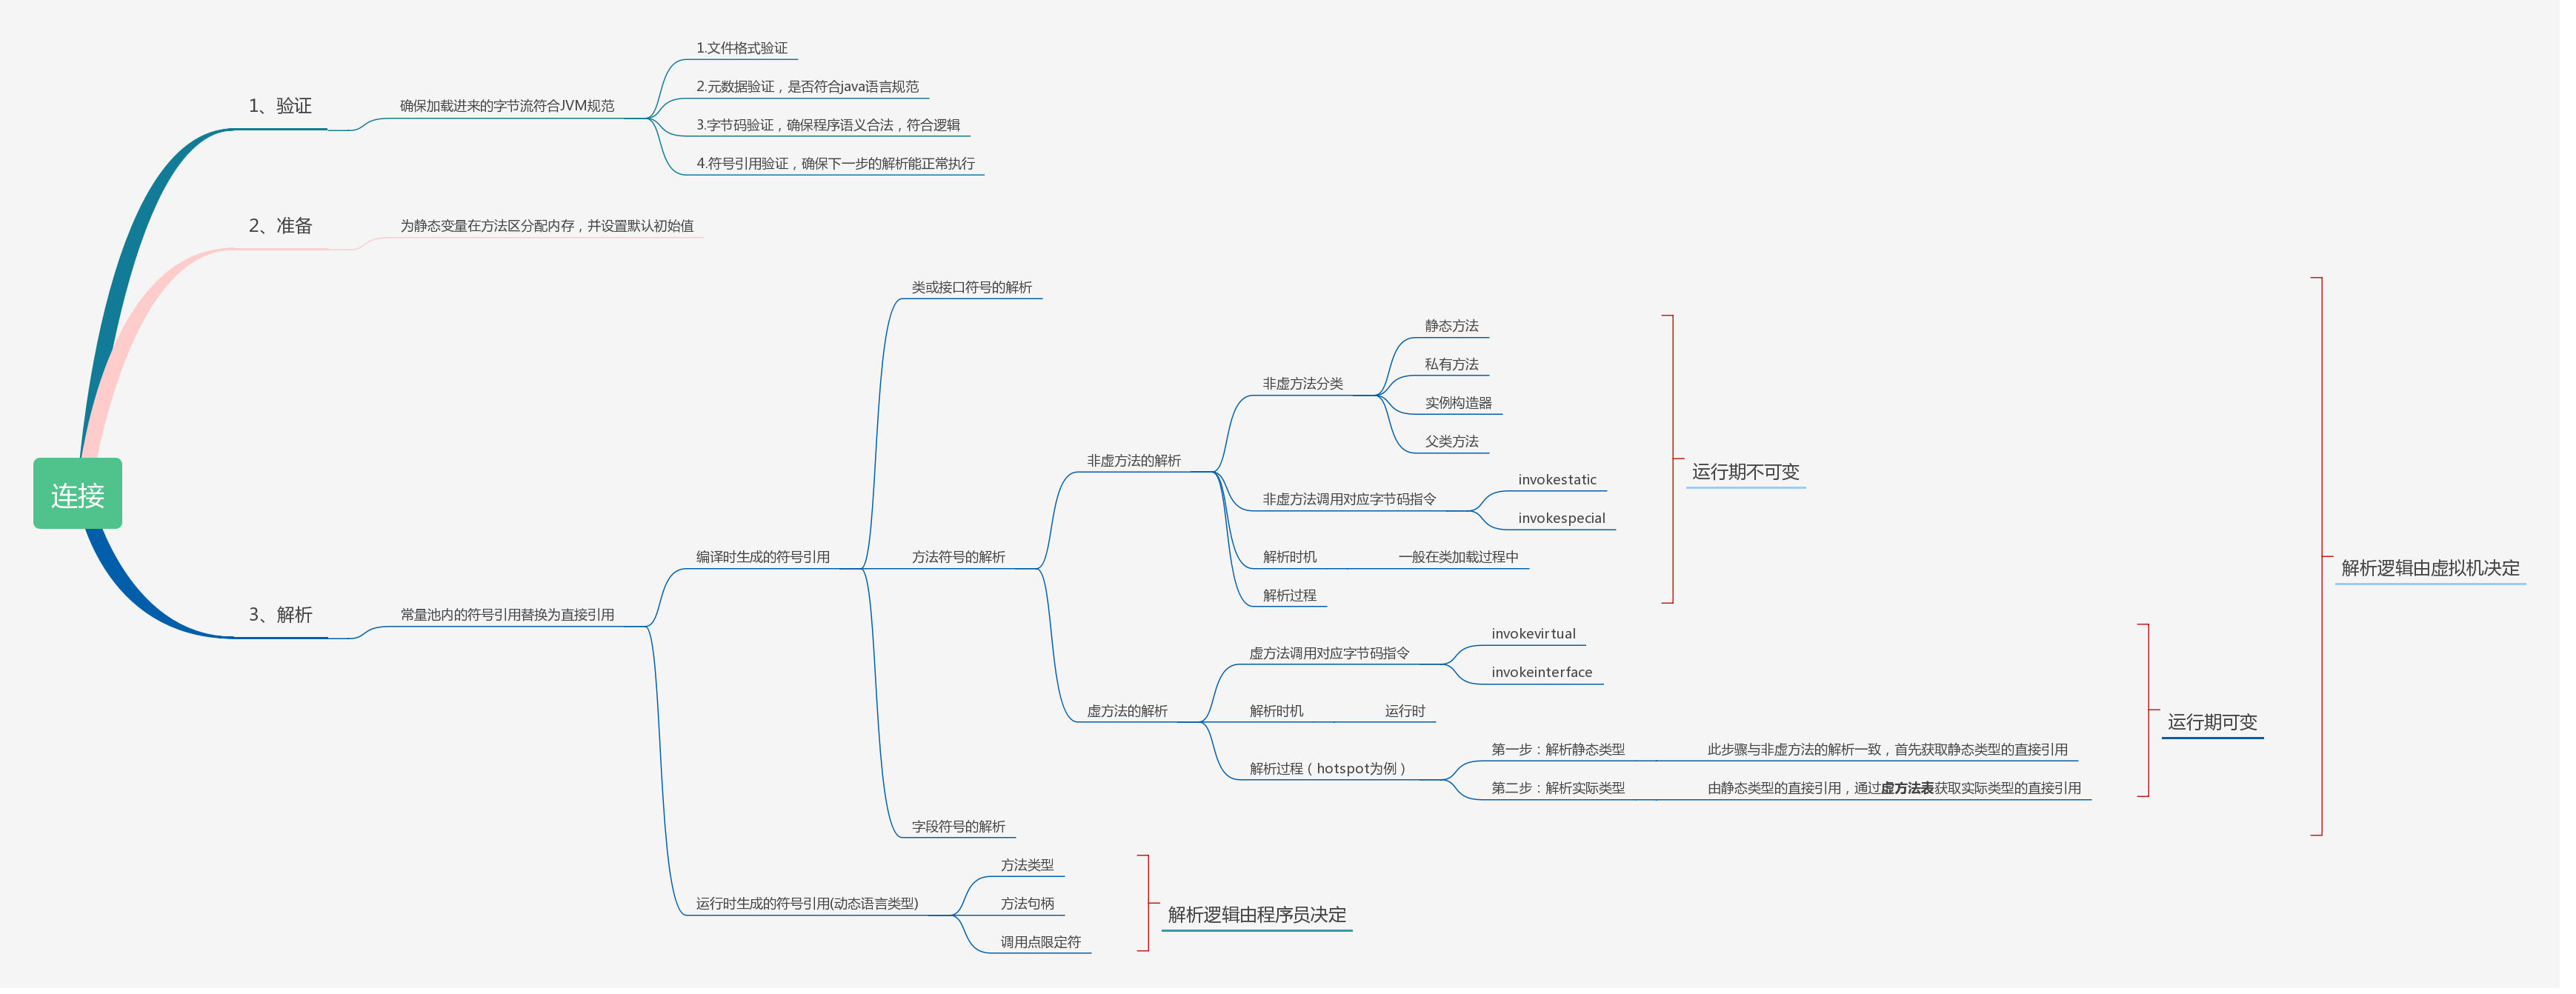 连接
1、验证
确保加载进来的字节流符合JVM规范
1.文件格式验证
2.元数据验证，是否符合java语言规范
3.字节码验证，确保程序语义合法，符合逻辑
4.符号引用验证，确保下一步的解析能正常执行
2、准备
为静态变量在方法区分配内存，并设置默认初始值
3、解析
常量池内的符号引用替换为直接引用
编译时生成的符号引用
类或接口符号的解析
方法符号的解析
非虚方法的解析
非虚方法分类
静态方法
私有方法
实例构造器
父类方法
非虚方法调用对应字节码指令
invokestatic
invokespecial
解析时机
一般在类加载过程中
解析过程
运行期不可变
虚方法的解析
虚方法调用对应字节码指令
invokevirtual
invokeinterface
解析时机
运行时
解析过程（hotspot为例）
第一步：解析静态类型
此步骤与非虚方法的解析一致，首先获取静态类型的直接引用
第二步：解析实际类型
由静态类型的直接引用，通过虚方法表获取实际类型的直接引用
运行期可变
字段符号的解析
解析逻辑由虚拟机决定
运行时生成的符号引用(动态语言类型)
方法类型
方法句柄
调用点限定符
解析逻辑由程序员决定